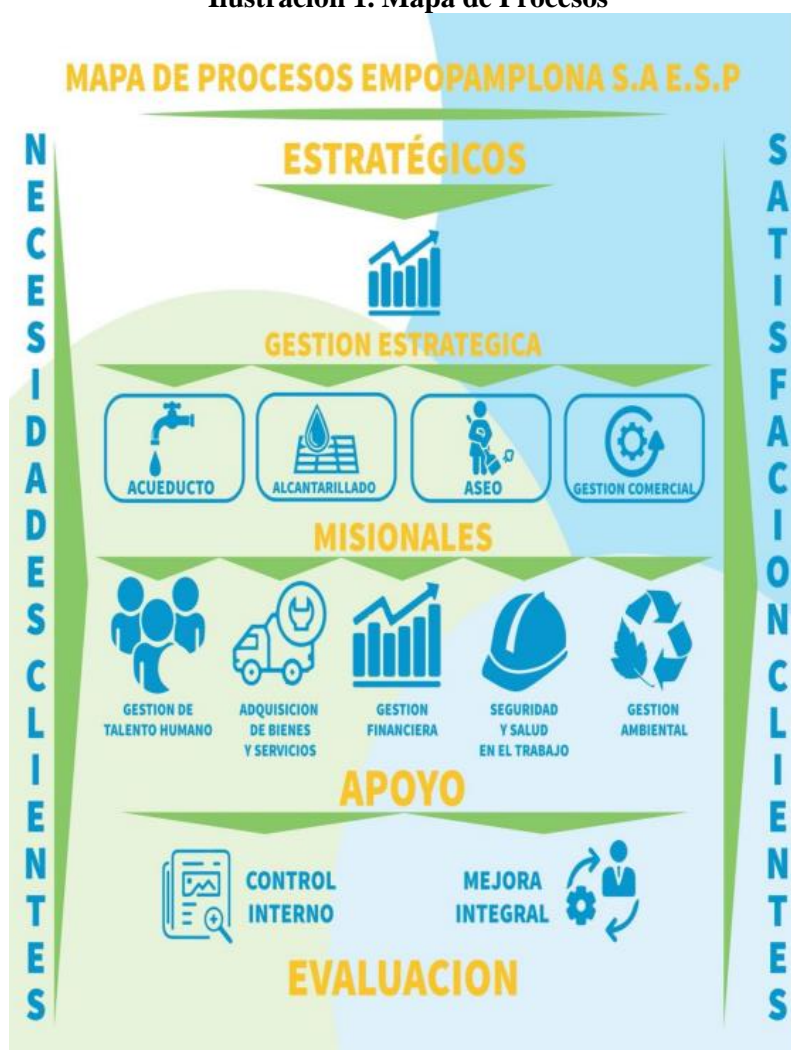 Ilustración 1. Mapa de Procesos
MAPA DE PROCESOS EMPOPAMPLONA S.A E.S.P
NECESIDADES CLIENTES
ESTRATÉGICOS
GESTION ESTRATEGICA
ACUEDUCTO
ALCANTARILLADO
ASEO
GESTION COMERCIAL
MISIONALES
GESTION DE
TALENTO HUMANO
ADQUISICION
DE BIENES
Y SERVICIOS
GESTION
FINANCIERA
SEGURIDAD
Y SALUD
EN EL TRABAJO
GESTION
AMBIENTAL
APOYO
CONTROL
INTERNO
MEJORA
INTEGRAL
EVALUACION
SATISFACION CLIENTES